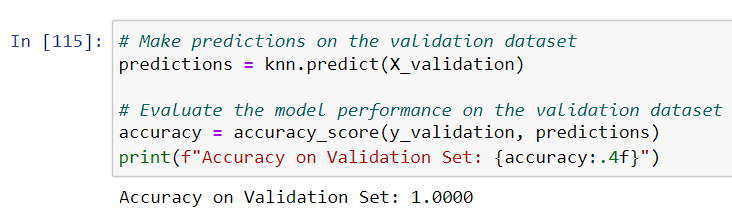 In [115]: # Make predictions on the validation dataset
predictions = knn.predict(X_validation)
# Evaluate the model performance on the validation dataset
accuracy = accuracy_score(y_validation, predictions)
print(f"Accuracy on Validation Set: {accuracy:.4f}")
Accuracy on Validation Set: 1.0000